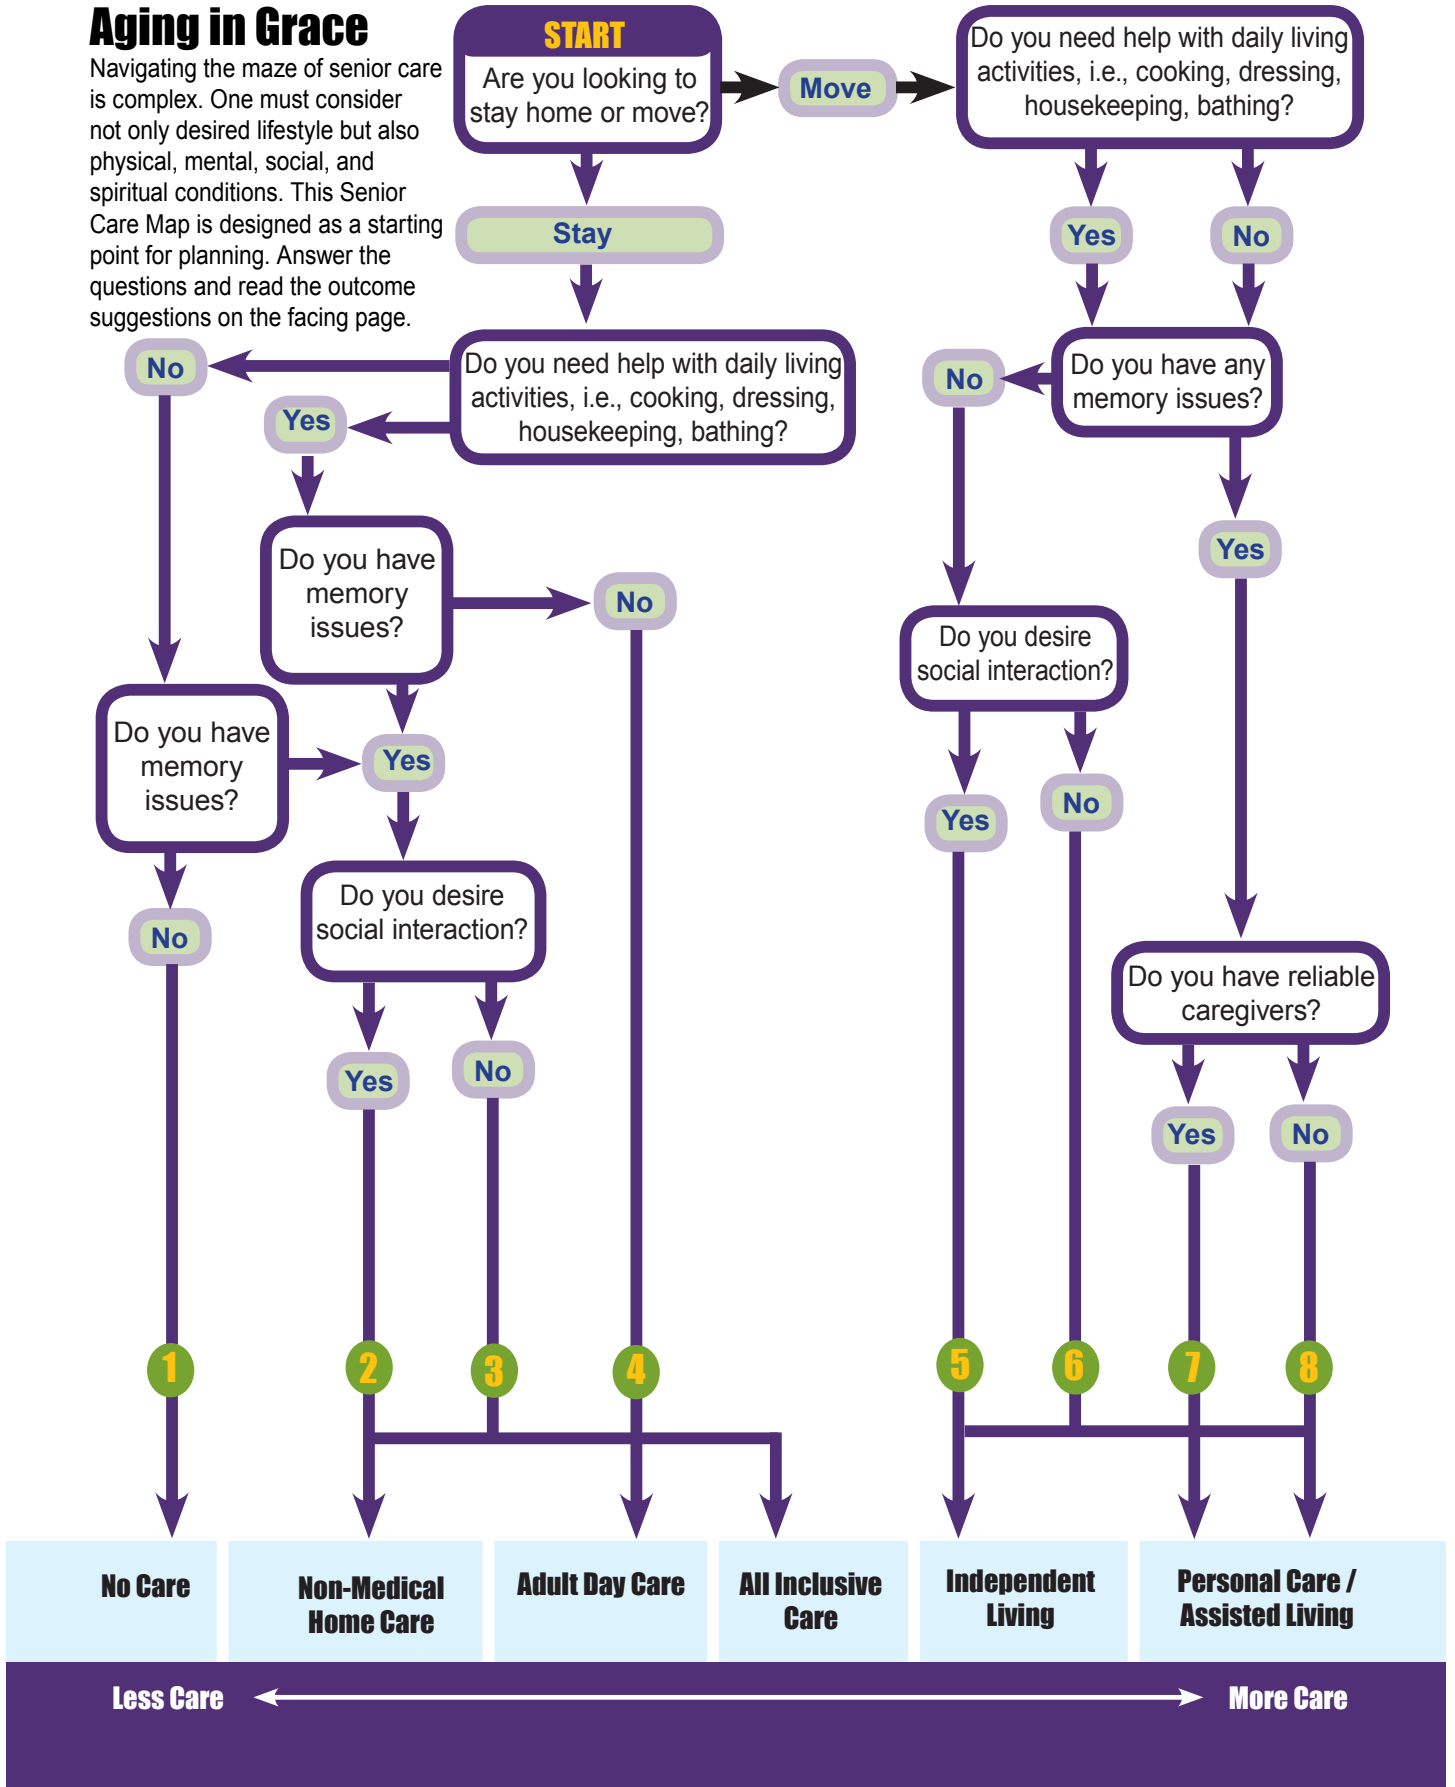 Aging in Grace
Navigating the maze of senior care
is complex. One must consider
not only desired lifestyle but also
physical, mental, social, and
spiritual conditions. This Senior
Care Map is designed as a starting
point for planning. Answer the
questions and read the outcome
suggestions on the facing page.
START
Are you looking to
stay home or move?
Move
Do you need help with daily living
activities, i.e., cooking, dressing,
housekeeping, bathing?
Stay
Yes
No
Do you need help with daily living
activities, i.e., cooking, dressing,
housekeeping, bathing?
No
Yes
Do you have any
memory issues?
No
Yes
Do you have
memory
issues?
No
Do you have
memory
issues?
Yes
No
Do you desire
social interaction?
Yes
No
Do you desire
social interaction?
Yes
No
Do you have reliable
caregivers?
Yes
No
1
2
3
4
5
6
7
8
No Care
Non-Medical
Home Care
Adult Day Care
All Inclusive
Care
Independent
Living
Personal Care /
Assisted Living
Less Care
More Care